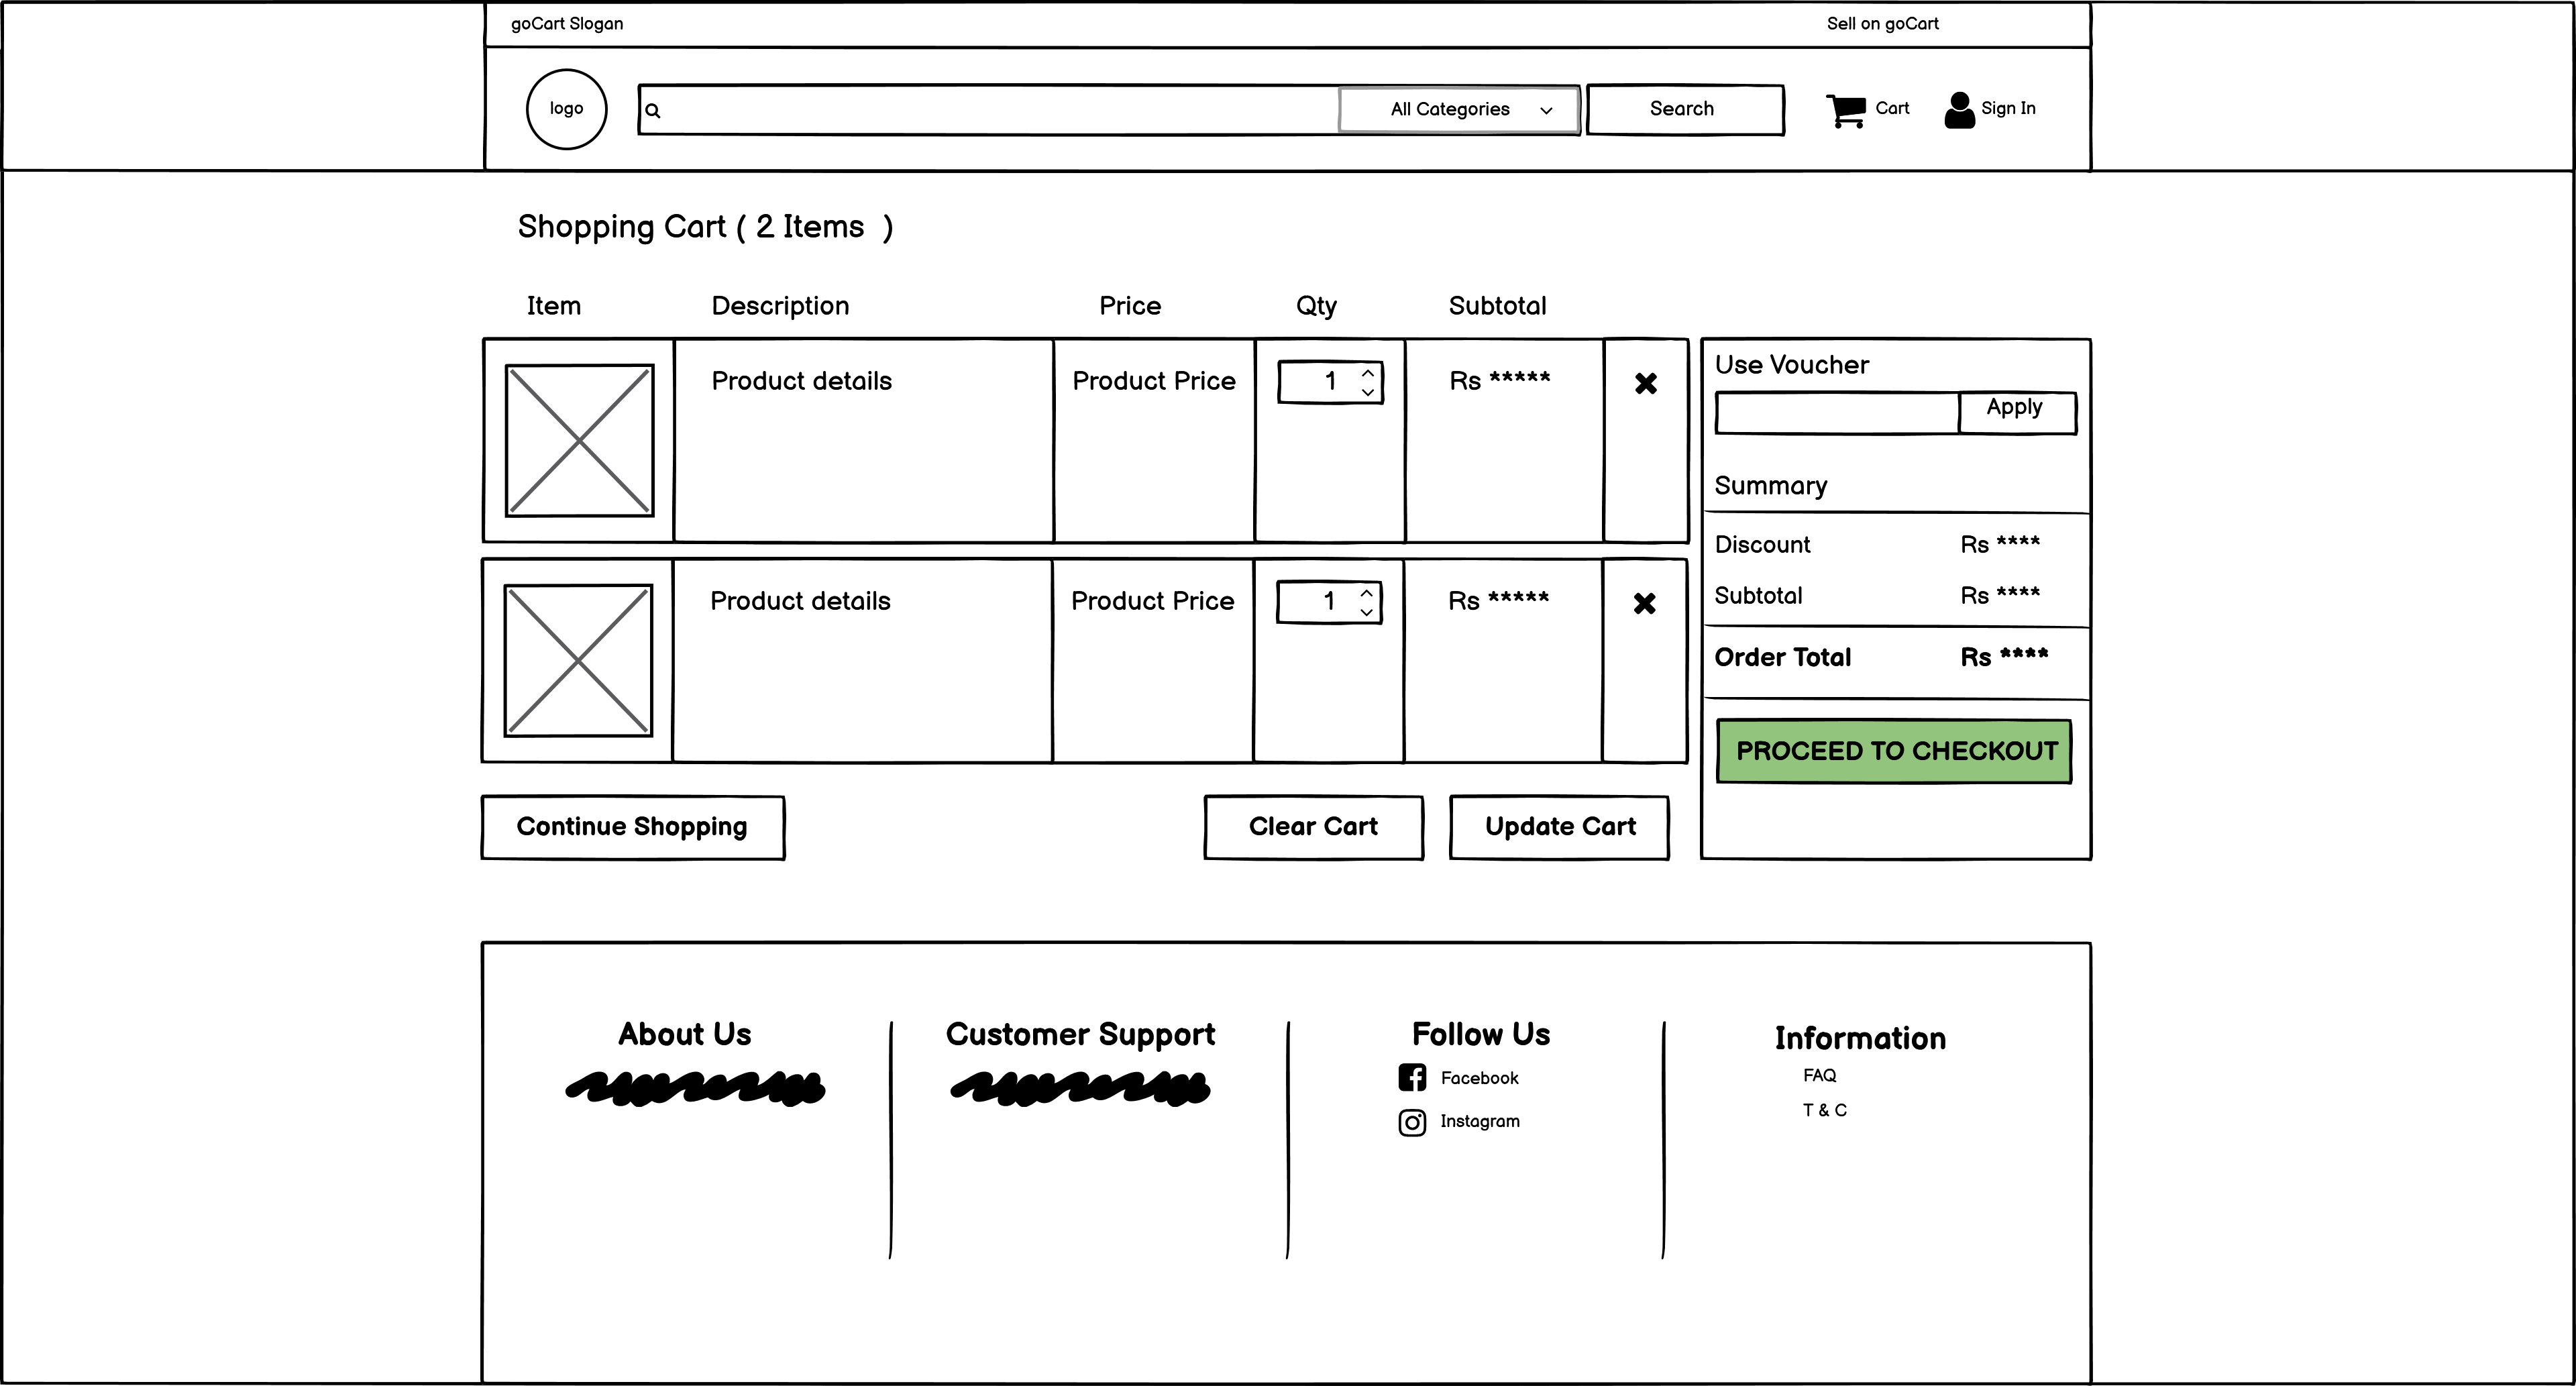 goCart Slogan
Sell on goCart
logo
All Categories
Search
Cart
Sign In
Shopping Cart ( 2 Items )
Item Description Price Qty Subtotal
Product details Product Price 1 Rs *****
Product details Product Price 1 Rs *****
Continue Shopping
Clear Cart
Update Cart
Use Voucher
Apply
Summary
Discount Rs ****
Subtotal Rs ****
Order Total Rs ****
PROCEED TO CHECKOUT
About Us
Customer Support
Follow Us
Facebook
Instagram
Information
FAQ
T & C